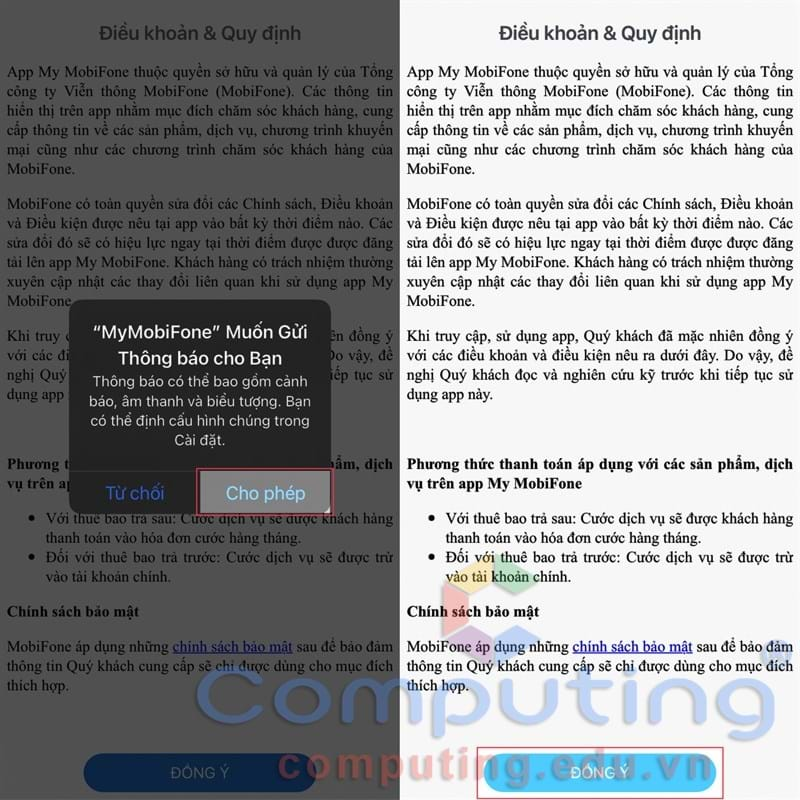 Điều khoản & Quy định
App My MobiFone thuộc quyền sở hữu và quản lý của Tổng
công ty Viễn thông MobiFone (MobiFone). Các thông tin
hiển thị trên app nhằm mục đích chăm sóc khách hàng, cung
cấp thông tin về các sản phẩm, dịch vụ, chương trình khuyến
mại cũng như các chương trình chăm sóc khách hàng của
MobiFone.
MobiFone có toàn quyền sửa đổi các Chính sách, Điều khoản
và Điều kiện được nêu tại app vào bất kỳ thời điểm nào. Các
sửa đổi đó sẽ có hiệu lực ngay tại thời điểm được được đăng
tải lên app My MobiFone. Khách hàng có trách nhiệm thường
xuyên cập nhật các thay đổi liên quan khi sử dụng app My
MobiFone.
Khi truy cập
với các đi
nghị Quý
dụng app
ên đồng ý
Do vậy, đề
tiếp tục sử
“MyMobiFone” Muốn Gửi
Thông báo cho Bạn
Thông báo có thể bao gồm cảnh
báo, âm thanh và biểu tượng. Bạn
có thể định cấu hình chúng trong
Cài đặt.
Từ chối
Cho phép
Phương th
vụ trên ap
ẩm, dịch
Với thuê bao trả sau: Cước dịch vụ sẽ được khách hàng
thanh toán vào hóa đơn cước hàng tháng.
Đối với thuê bao trả trước: Cước dịch vụ sẽ được trừ
vào tài khoản chính.
Chính sách bảo mật
MobiFone áp dụng những chính sách bảo mật sau để bảo đảm
thông tin Quý khách cung cấp sẽ chỉ được dùng cho mục đích
thích hợp.
ĐỒNG Ý
Điều khoản & Quy định
App My MobiFone thuộc quyền sở hữu và quản lý của Tổng
công ty Viễn thông MobiFone (MobiFone). Các thông tin
hiển thị trên app nhằm mục đích chăm sóc khách hàng, cung
cấp thông tin về các sản phẩm, dịch vụ, chương trình khuyến
mại cũng như các chương trình chăm sóc khách hàng của
MobiFone.
MobiFone có toàn quyền sửa đổi các Chính sách, Điều khoản
và Điều kiện được nêu tại app vào bất kỳ thời điểm nào. Các
sửa đổi đó sẽ có hiệu lực ngay tại thời điểm được được đăng
tải lên app My MobiFone. Khách hàng có trách nhiệm thường
xuyên cập nhật các thay đổi liên quan khi sử dụng app My
MobiFone.
Khi truy cập, sử dụng app, Quý khách đã mặc nhiên đồng ý
với các điều khoản và điều kiện nêu ra dưới đây. Do vậy, đề
nghị Quý khách đọc và nghiên cứu kỹ trước khi tiếp tục sử
dụng app này.
Phương thức thanh toán áp dụng với các sản phẩm, dịch
vụ trên app My MobiFone
Với thuê bao trả sau: Cước dịch vụ sẽ được khách hàng
thanh toán vào hóa đơn cước hàng tháng.
Đối với thuê bao trả trước: Cước dịch vụ sẽ được trừ
vào tài khoản chính.
Chính sách bảo mật
MobiFone áp dụng những chính sách bảo mật sau để bảo đảm
thông tin Quý khách cung cấp sẽ chỉ được dùng cho mục đích
thích hợp.
ĐỒNG Ý
Computing
computing.edu.vn